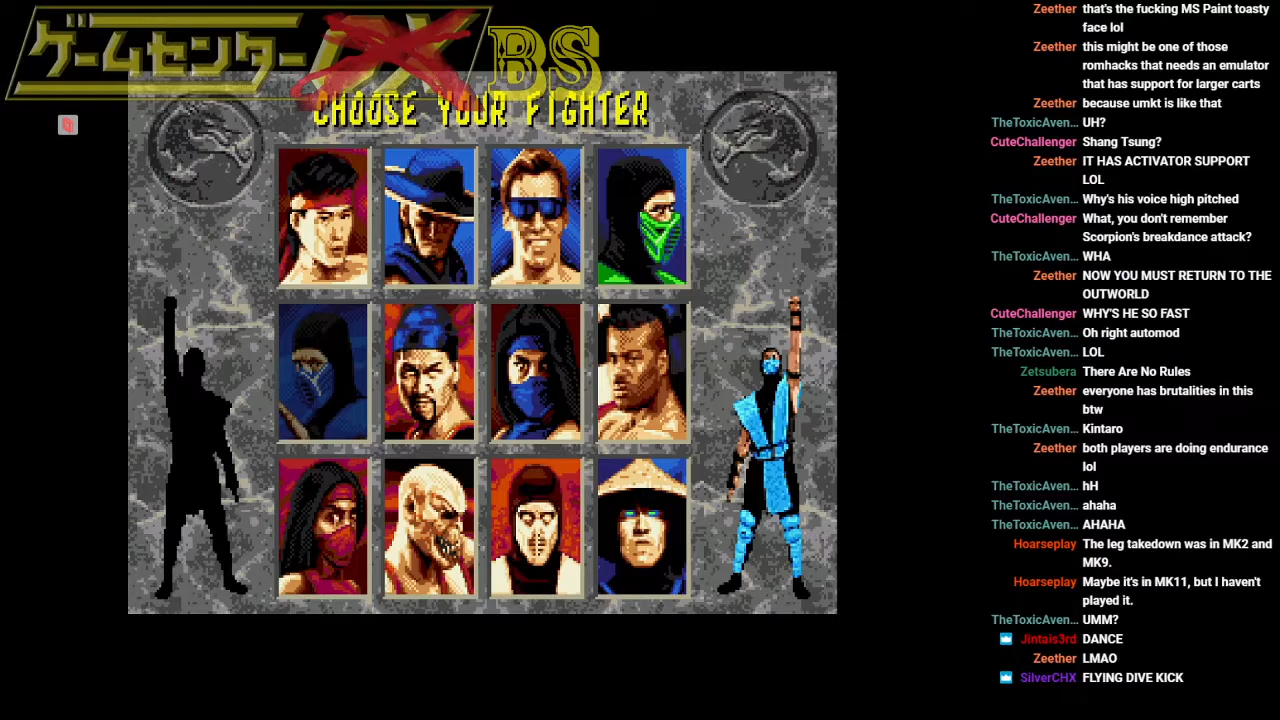 ゲームセンターDX BS
CHOOSE YOUR FIGHTER
Zeether that's the fucking MS Paint toasty
face lol
Zeether this might be one of those
romhacks that needs an emulator
that has support for larger carts
Zeether because umkt is like that
TheToxicAven... UH?
CuteChallenger Shang Tsung?
Zeether IT HAS ACTIVATOR SUPPORT
LOL
TheToxicAven... Why's his voice high pitched
CuteChallenger What, you don't remember
Scorpion's breakdance attack?
TheToxicAven... WHA
Zeether NOW YOU MUST RETURN TO THE
OUTWORLD
CuteChallenger WHY'S HE SO FAST
TheToxicAven... Oh right automod
TheToxicAven... LOL
Zetsubera There Are No Rules
Zeether everyone has brutalities in this
btw
TheToxicAven... Kintaro
Zeether both players are doing endurance
lol
TheToxicAven... hH
TheToxicAven... ahaha
TheToxicAven... AHAHA
Hoarseplay The leg takedown was in MK2 and
MK9.
Hoarseplay Maybe it's in MK11, but I haven't
played it.
TheToxicAven... UMM?
Jintais3rd DANCE
Zeether LMAO
SilverCHX FLYING DIVE KICK